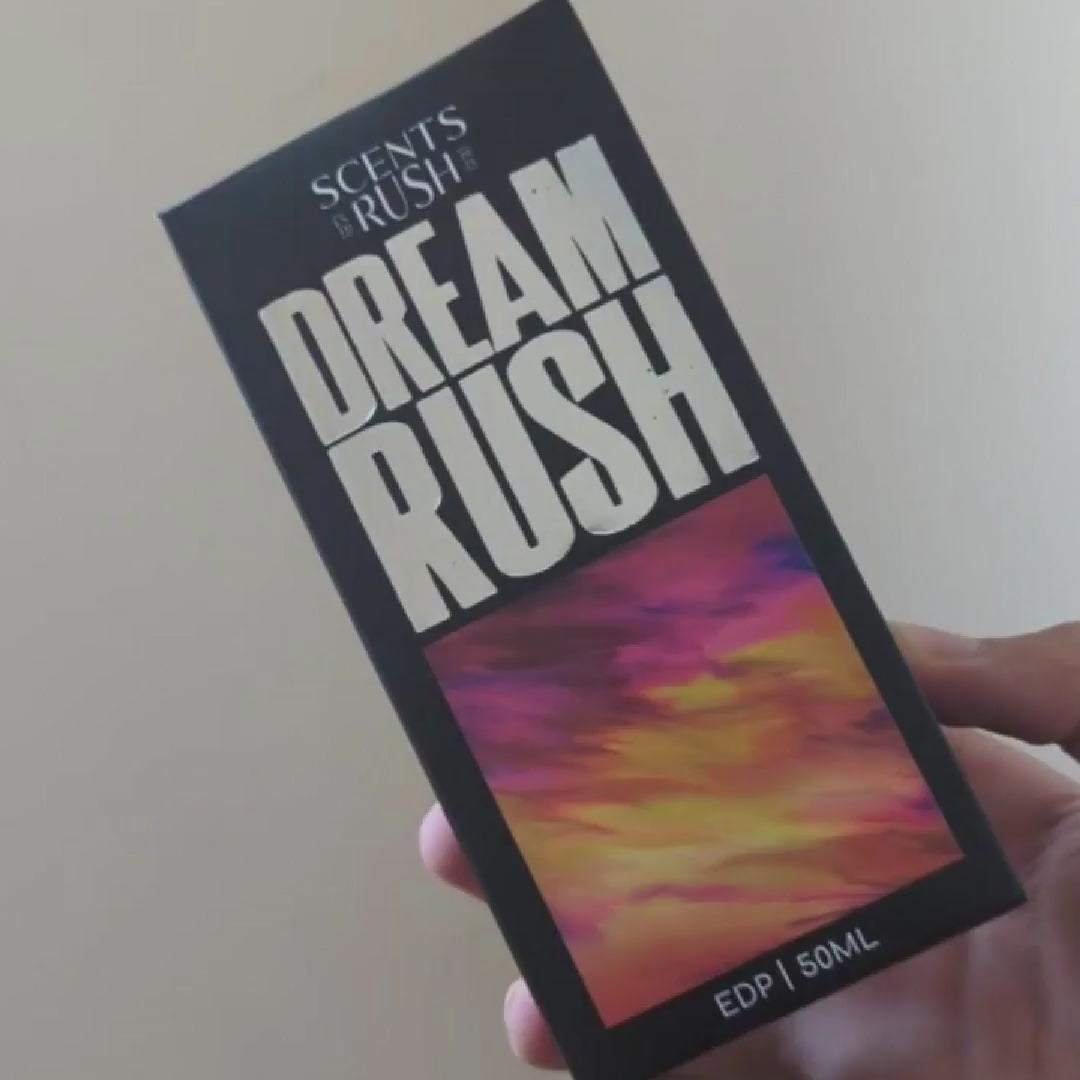 SCENTS
RUSH
DREAM
RUSH
EDP | 50ML